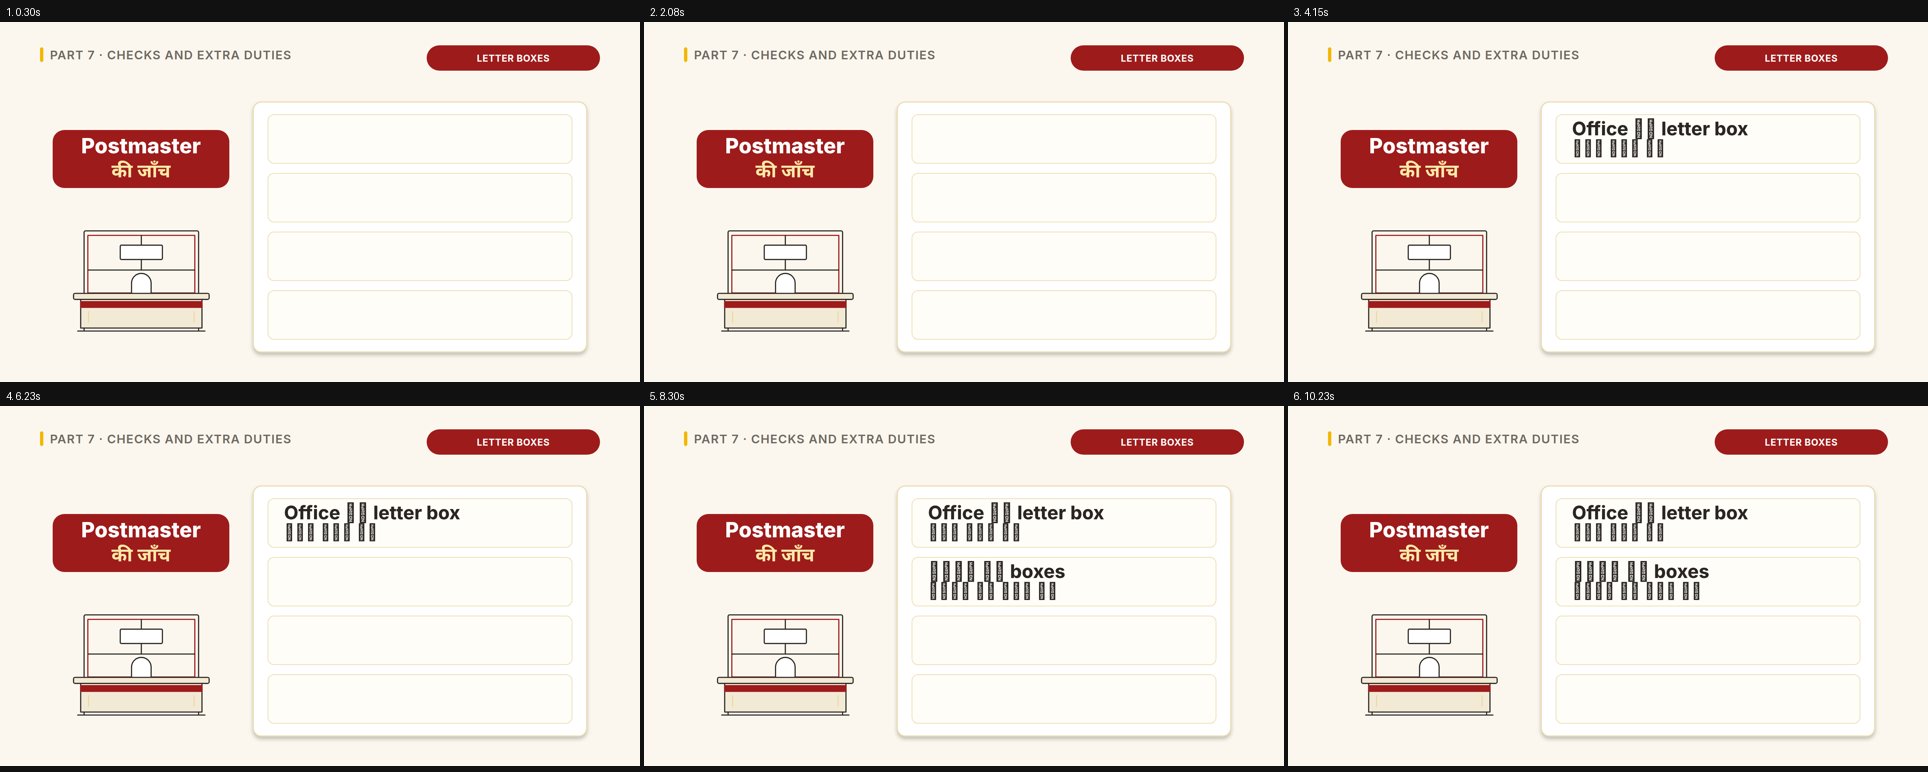 1. 0.30s
PART 7 · CHECKS AND EXTRA DUTIES
LETTER BOXES
Postmaster
की जाँच
2. 2.08s
PART 7 · CHECKS AND EXTRA DUTIES
LETTER BOXES
Postmaster
की जाँच
3. 4.15s
PART 7 · CHECKS AND EXTRA DUTIES
LETTER BOXES
Postmaster
की जाँच
Office letter box
4. 6.23s
PART 7 · CHECKS AND EXTRA DUTIES
LETTER BOXES
Postmaster
की जाँच
Office letter box
5. 8.30s
PART 7 · CHECKS AND EXTRA DUTIES
LETTER BOXES
Postmaster
की जाँच
Office letter box
boxes
6. 10.23s
PART 7 · CHECKS AND EXTRA DUTIES
LETTER BOXES
Postmaster
की जाँच
Office letter box
boxes